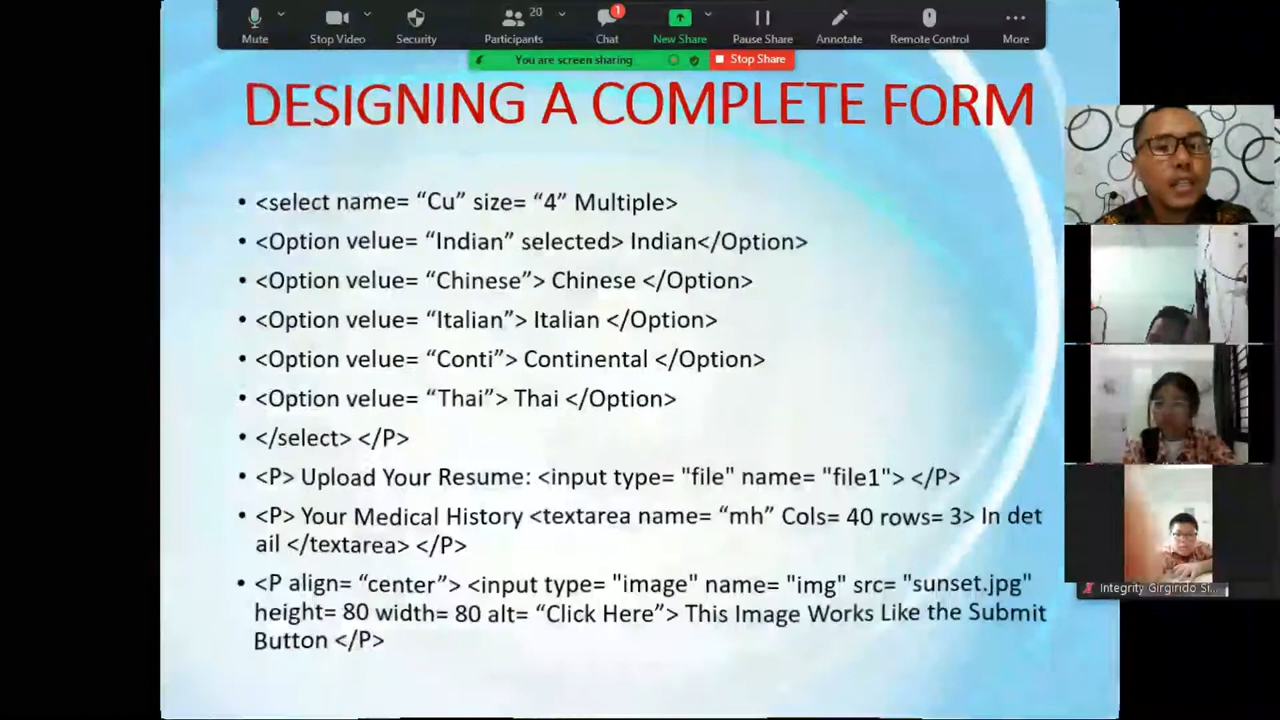 20
1
Mute
Stop Video
Security
Participants
Chat
New Share
Pause Share
Annotate
Remote Control
More
You are screen sharing
Stop Share
DESIGNING A COMPLETE FORM
• <select name= “Cu” size= “4” Multiple>
• <Option velue= “Indian” selected> Indian</Option>
• <Option velue= “Chinese”> Chinese </Option>
• <Option velue= “Italian”> Italian </Option>
• <Option velue= “Conti”> Continental </Option>
• <Option velue= “Thai”> Thai </Option>
• </select> </P>
• <P> Upload Your Resume: <input type= "file" name= "file1"> </P>
• <P> Your Medical History <textarea name= “mh” Cols= 40 rows= 3> In det
ail </textarea> </P>
• <P align= “center”> <input type= "image" name= "img" src= "sunset.jpg"
height= 80 width= 80 alt= “Click Here”> This Image Works Like the Submit
Button </P>
Integrity Girgirido Si...